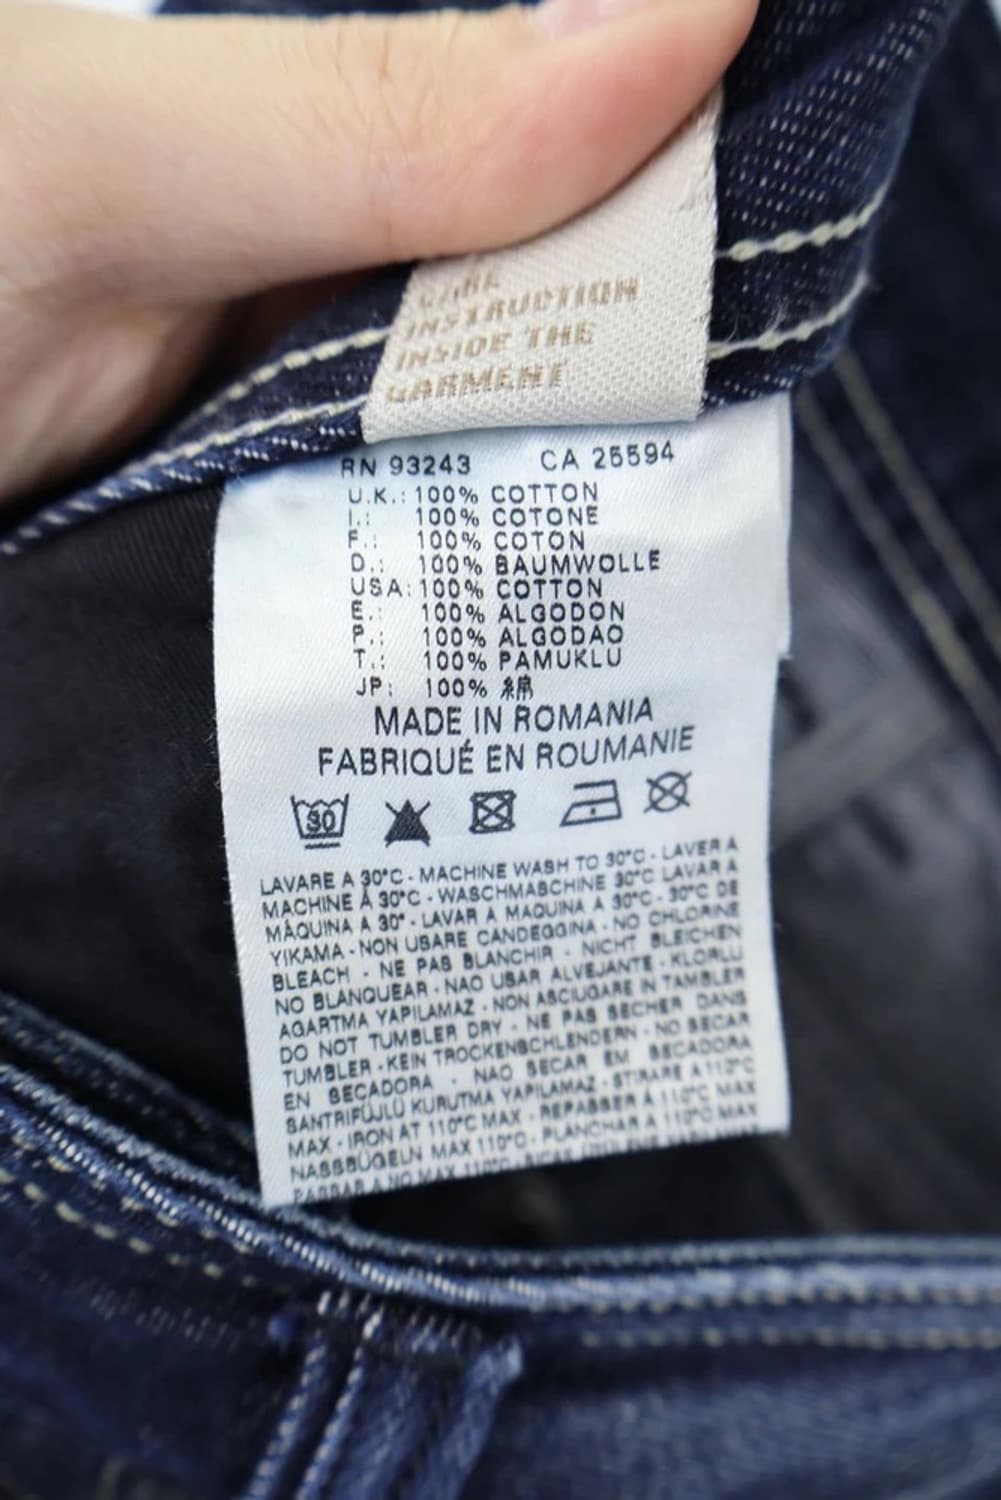 CARE
INSTRUCTION
INSIDE THE
GARMENT
RN 93243 CA 25594
U.K.: 100% COTTON
I.: 100% COTONE
F.: 100% COTON
D.: 100% BAUMWOLLE
USA: 100% COTTON
E.: 100% ALGODON
P.: 100% ALGODAO
T.: 100% PAMUKLU
JP: 100% 綿
MADE IN ROMANIA
FABRIQUÉ EN ROUMANIE
30
LAVARE A 30°C - MACHINE WASH TO 30°C - LAVER A
MACHINE À 30°C - WASCHMASCHINE 30°C LAVAR A
MÀQUINA A 30° - LAVAR A MAQUINA A 30°C - 30°C DE
YIKAMA - NON USARE CANDEGGINA - NO CHLORINE
BLEACH - NE PAS BLANCHIR - NICHT BLEICHEN
NO BLANQUEAR - NAO USAR ALVEJANTE - KLORLU
AGARTMA YAPILAMAZ - NON ASCIUGARE IN TAMBLER
DO NOT TUMBLER DRY - NE PAS SECHER DANS
TUMBLER - KEIN TROCKENSCHLENDERN - NO SECAR
EN SECADORA - NAO SECAR EM SECADORA
SANTRIFÜJLÜ KURUTMA YAPILAMAZ - STIRARE A 110°C
MAX - IRON AT 110°C MAX - REPASSER À 110°C MAX
NASSBÜGELN MAX 110°C - PLANCHAR A 110°C MAX
PASSAR A NO MAX 110°C